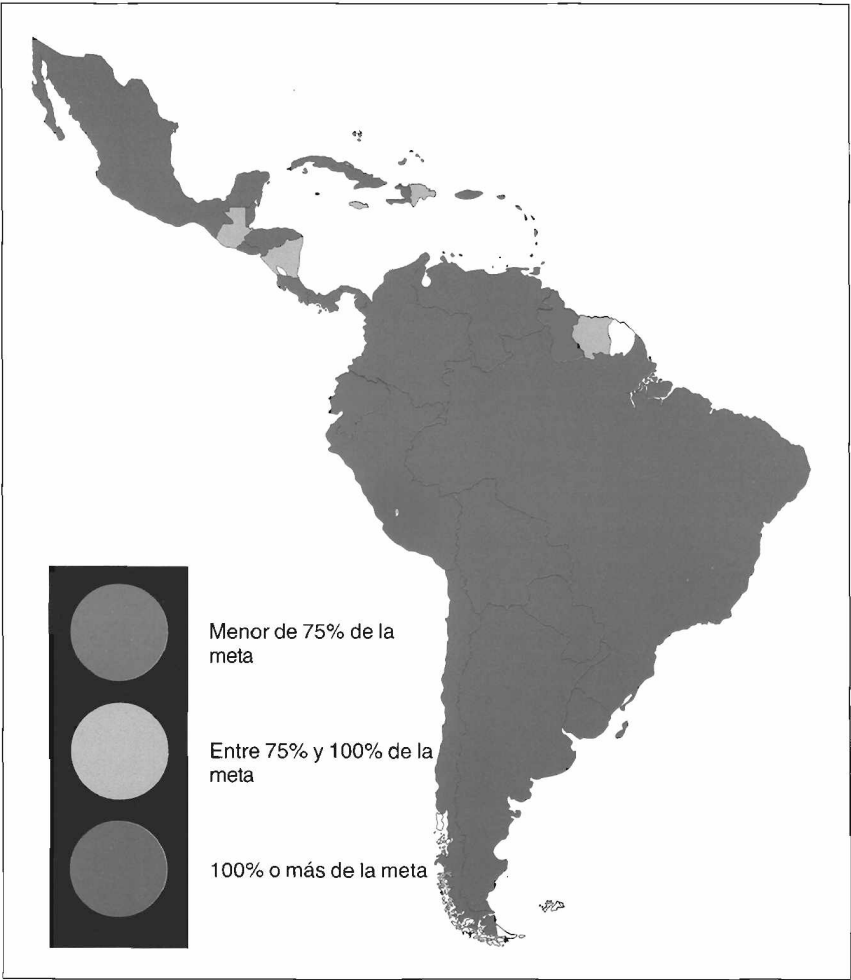 Menor de 75% de la
meta
Entre 75% y 100% de la
meta
100% o más de la meta